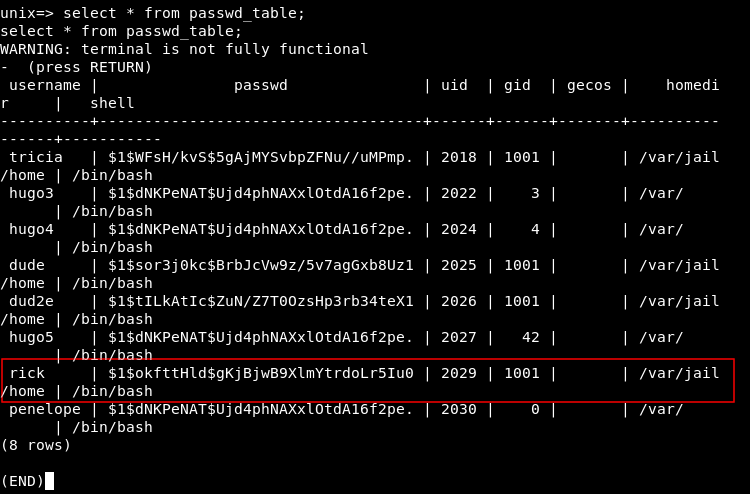 unix=> select * from passwd_table;
select * from passwd_table;
WARNING: terminal is not fully functional
-  (press RETURN)
 username |               passwd               | uid  | gid  | gecos |    homedi
r     |   shell
----------+------------------------------------+------+------+-------+----------
------+-----------
 tricia   | $1$WFsH/kvS$5gAjMYSvbpZFNu//uMPmp. | 2018 | 1001 |       | /var/jail
/home | /bin/bash
 hugo3    | $1$dNKPeNAT$Ujd4phNAXxlOtdA16f2pe. | 2022 |    3 |       | /var/
      | /bin/bash
 hugo4    | $1$dNKPeNAT$Ujd4phNAXxlOtdA16f2pe. | 2024 |    4 |       | /var/
      | /bin/bash
 dude     | $1$sor3j0kc$BrbJcVw9z/5v7agGxb8Uz1 | 2025 | 1001 |       | /var/jail
/home | /bin/bash
 dud2e    | $1$tILkAtIc$ZuN/Z7T0OzsHp3rb34teX1 | 2026 | 1001 |       | /var/jail
/home | /bin/bash
 hugo5    | $1$dNKPeNAT$Ujd4phNAXxlOtdA16f2pe. | 2027 |   42 |       | /var/
      | /bin/bash
 rick     | $1$okfttHld$gKjBjwB9XlmYtrdoLr5Iu0 | 2029 | 1001 |       | /var/jail
/home | /bin/bash
 penelope | $1$dNKPeNAT$Ujd4phNAXxlOtdA16f2pe. | 2030 |    0 |       | /var/
      | /bin/bash
(8 rows)
(END)